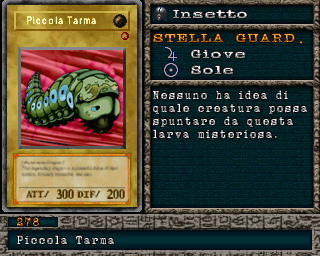 Piccola Tarma
ATT/ 300 DIF/ 200
Insetto
STELLA GUARD.
Giove
Sole
Nessuno ha idea di
quale creatura possa
spuntare da questa
larva misteriosa.
278
Piccola Tarma